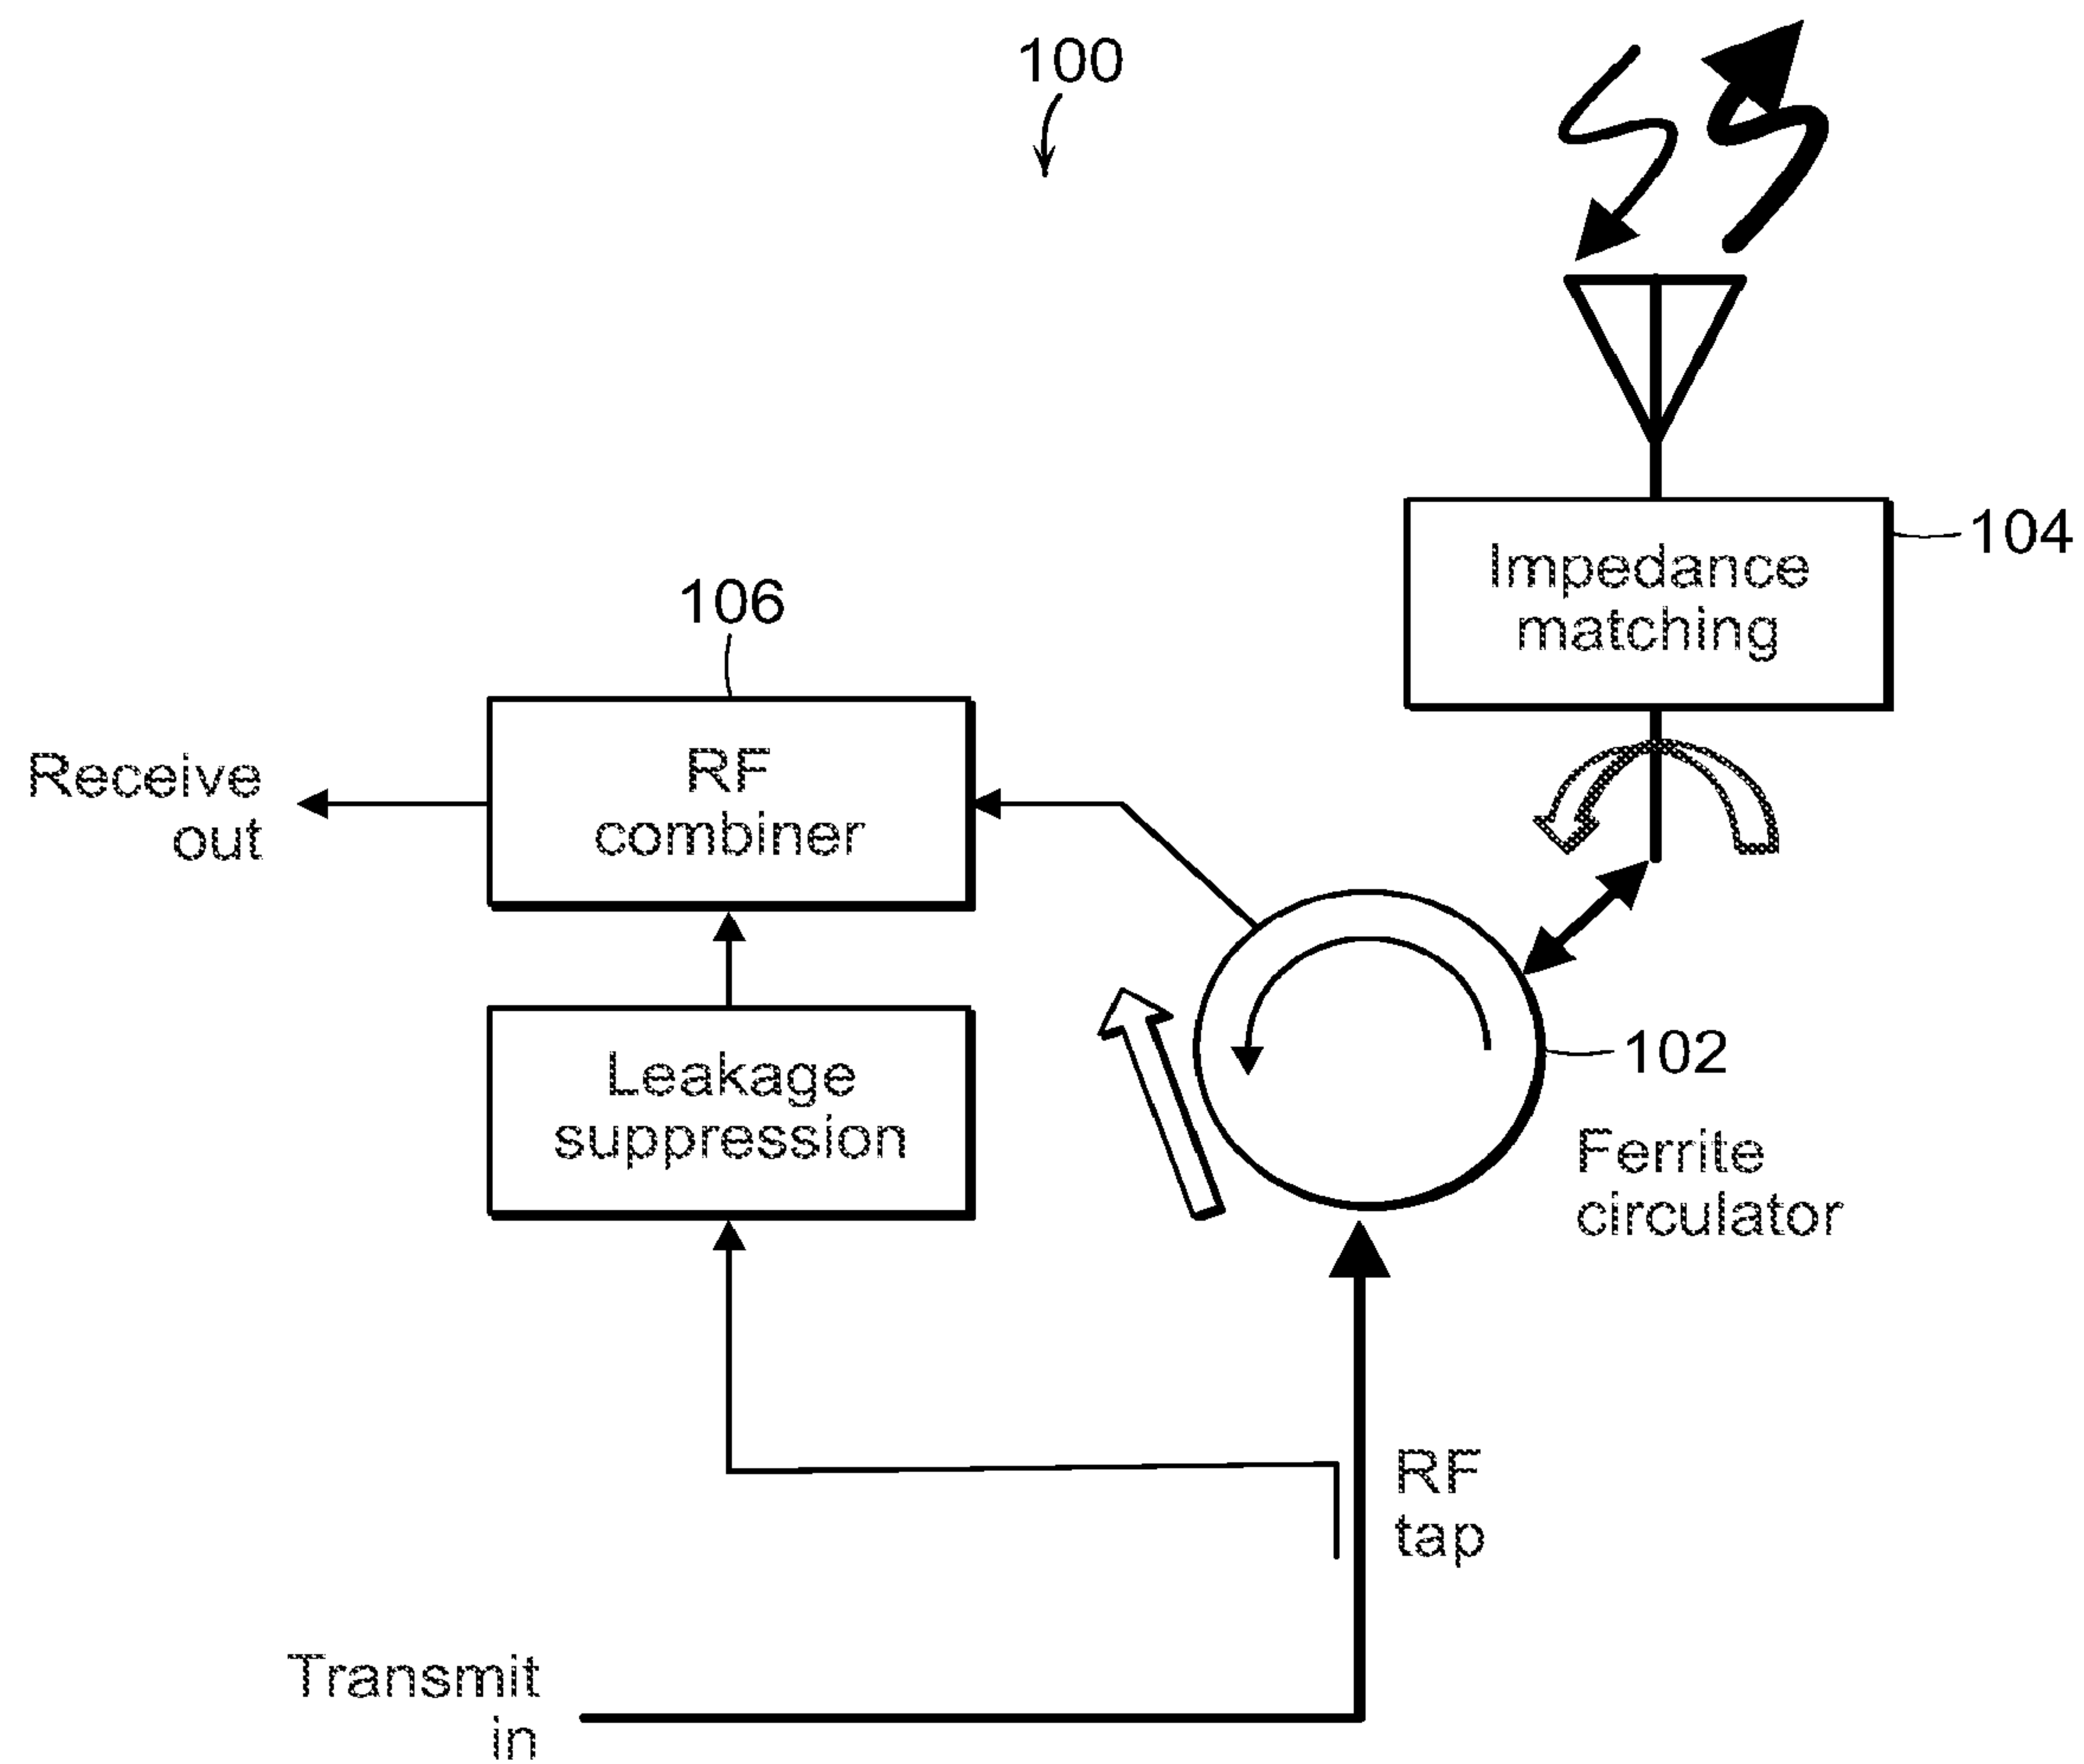 100
Impedance
matching
104
106
RF
combiner
Receive
out
Leakage
suppression
102
Ferrite
circulator
RF
tap
Transmit
in